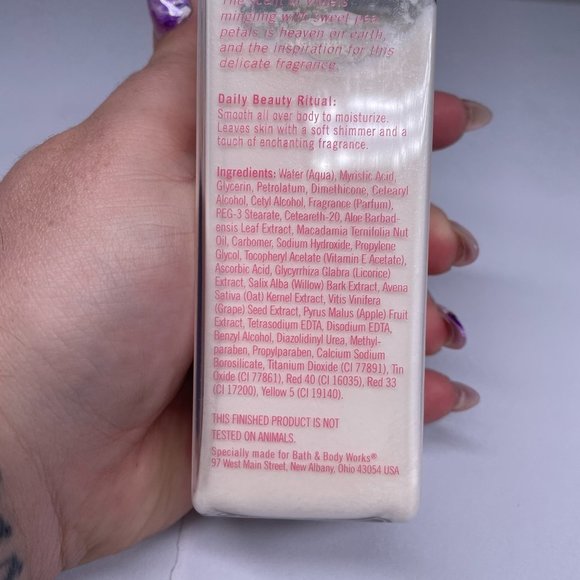 mingling with sweet pea
petals is heaven on earth,
and the inspiration for this
delicate fragrance.
Daily Beauty Ritual:
Smooth all over body to moisturize.
Leaves skin with a soft shimmer and a
touch of enchanting fragrance.
Ingredients: Water (Aqua), Myristic Acid,
Glycerin, Petrolatum, Dimethicone, Cetearyl
Alcohol, Cetyl Alcohol, Fragrance (Parfum),
PEG-3 Stearate, Ceteareth-20, Aloe Barbad-
ensis Leaf Extract, Macadamia Ternifolia Nut
Oil, Carbomer, Sodium Hydroxide, Propylene
Glycol, Tocopheryl Acetate (Vitamin E Acetate),
Ascorbic Acid, Glycyrrhiza Glabra (Licorice)
Extract, Salix Alba (Willow) Bark Extract, Avena
Sativa (Oat) Kernel Extract, Vitis Vinifera
(Grape) Seed Extract, Pyrus Malus (Apple) Fruit
Extract, Tetrasodium EDTA, Disodium EDTA,
Benzyl Alcohol, Diazolidinyl Urea, Methyl-
paraben, Propylparaben, Calcium Sodium
Borosilicate, Titanium Dioxide (CI 77891), Tin
Oxide (CI 77861), Red 40 (CI 16035), Red 33
(CI 17200), Yellow 5 (CI 19140).
THIS FINISHED PRODUCT IS NOT
TESTED ON ANIMALS.
Specially made for Bath & Body Works®
97 West Main Street, New Albany, Ohio 43054 USA